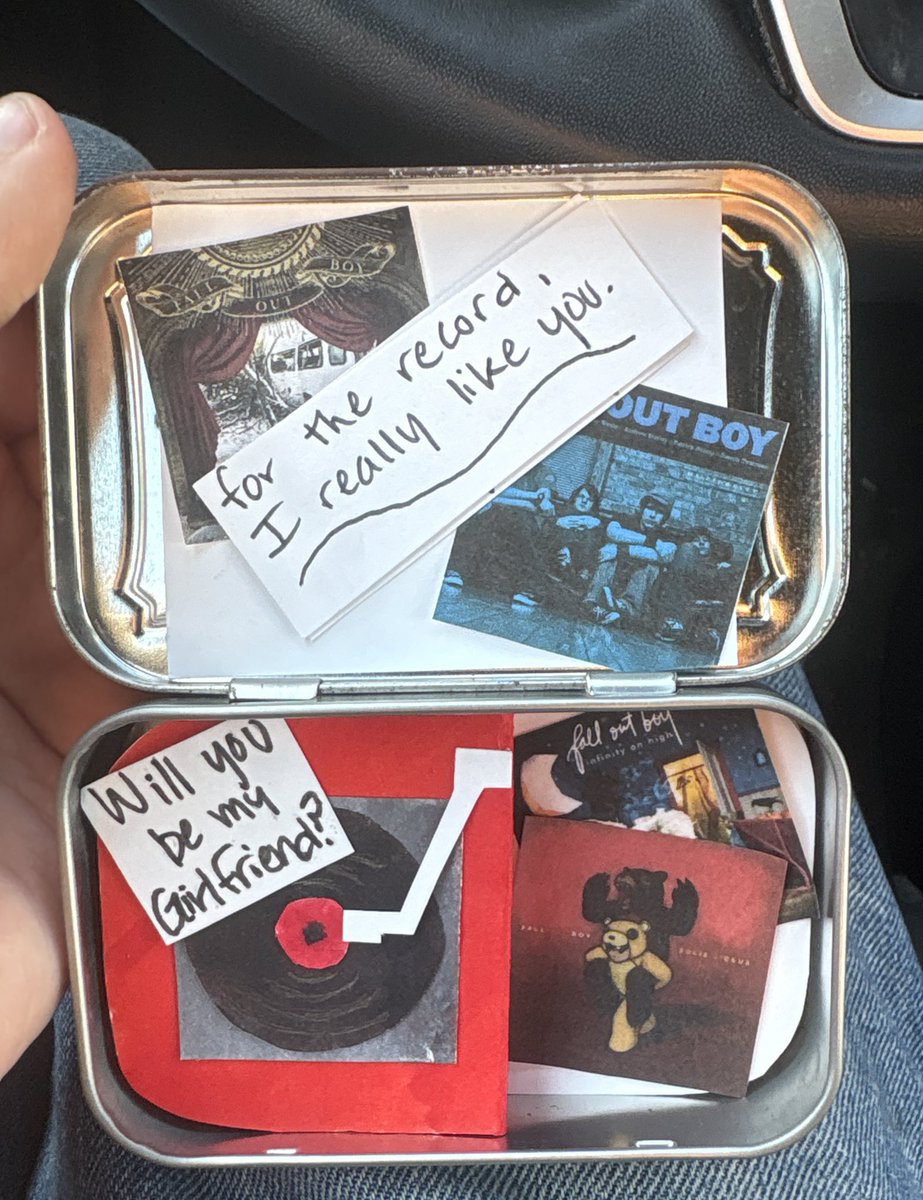 FALL OUT BOY
for the record,
I really like you.
OUT BOY
Will you
be my
Girlfriend?
fall out boy
infinity on high
FOLIE